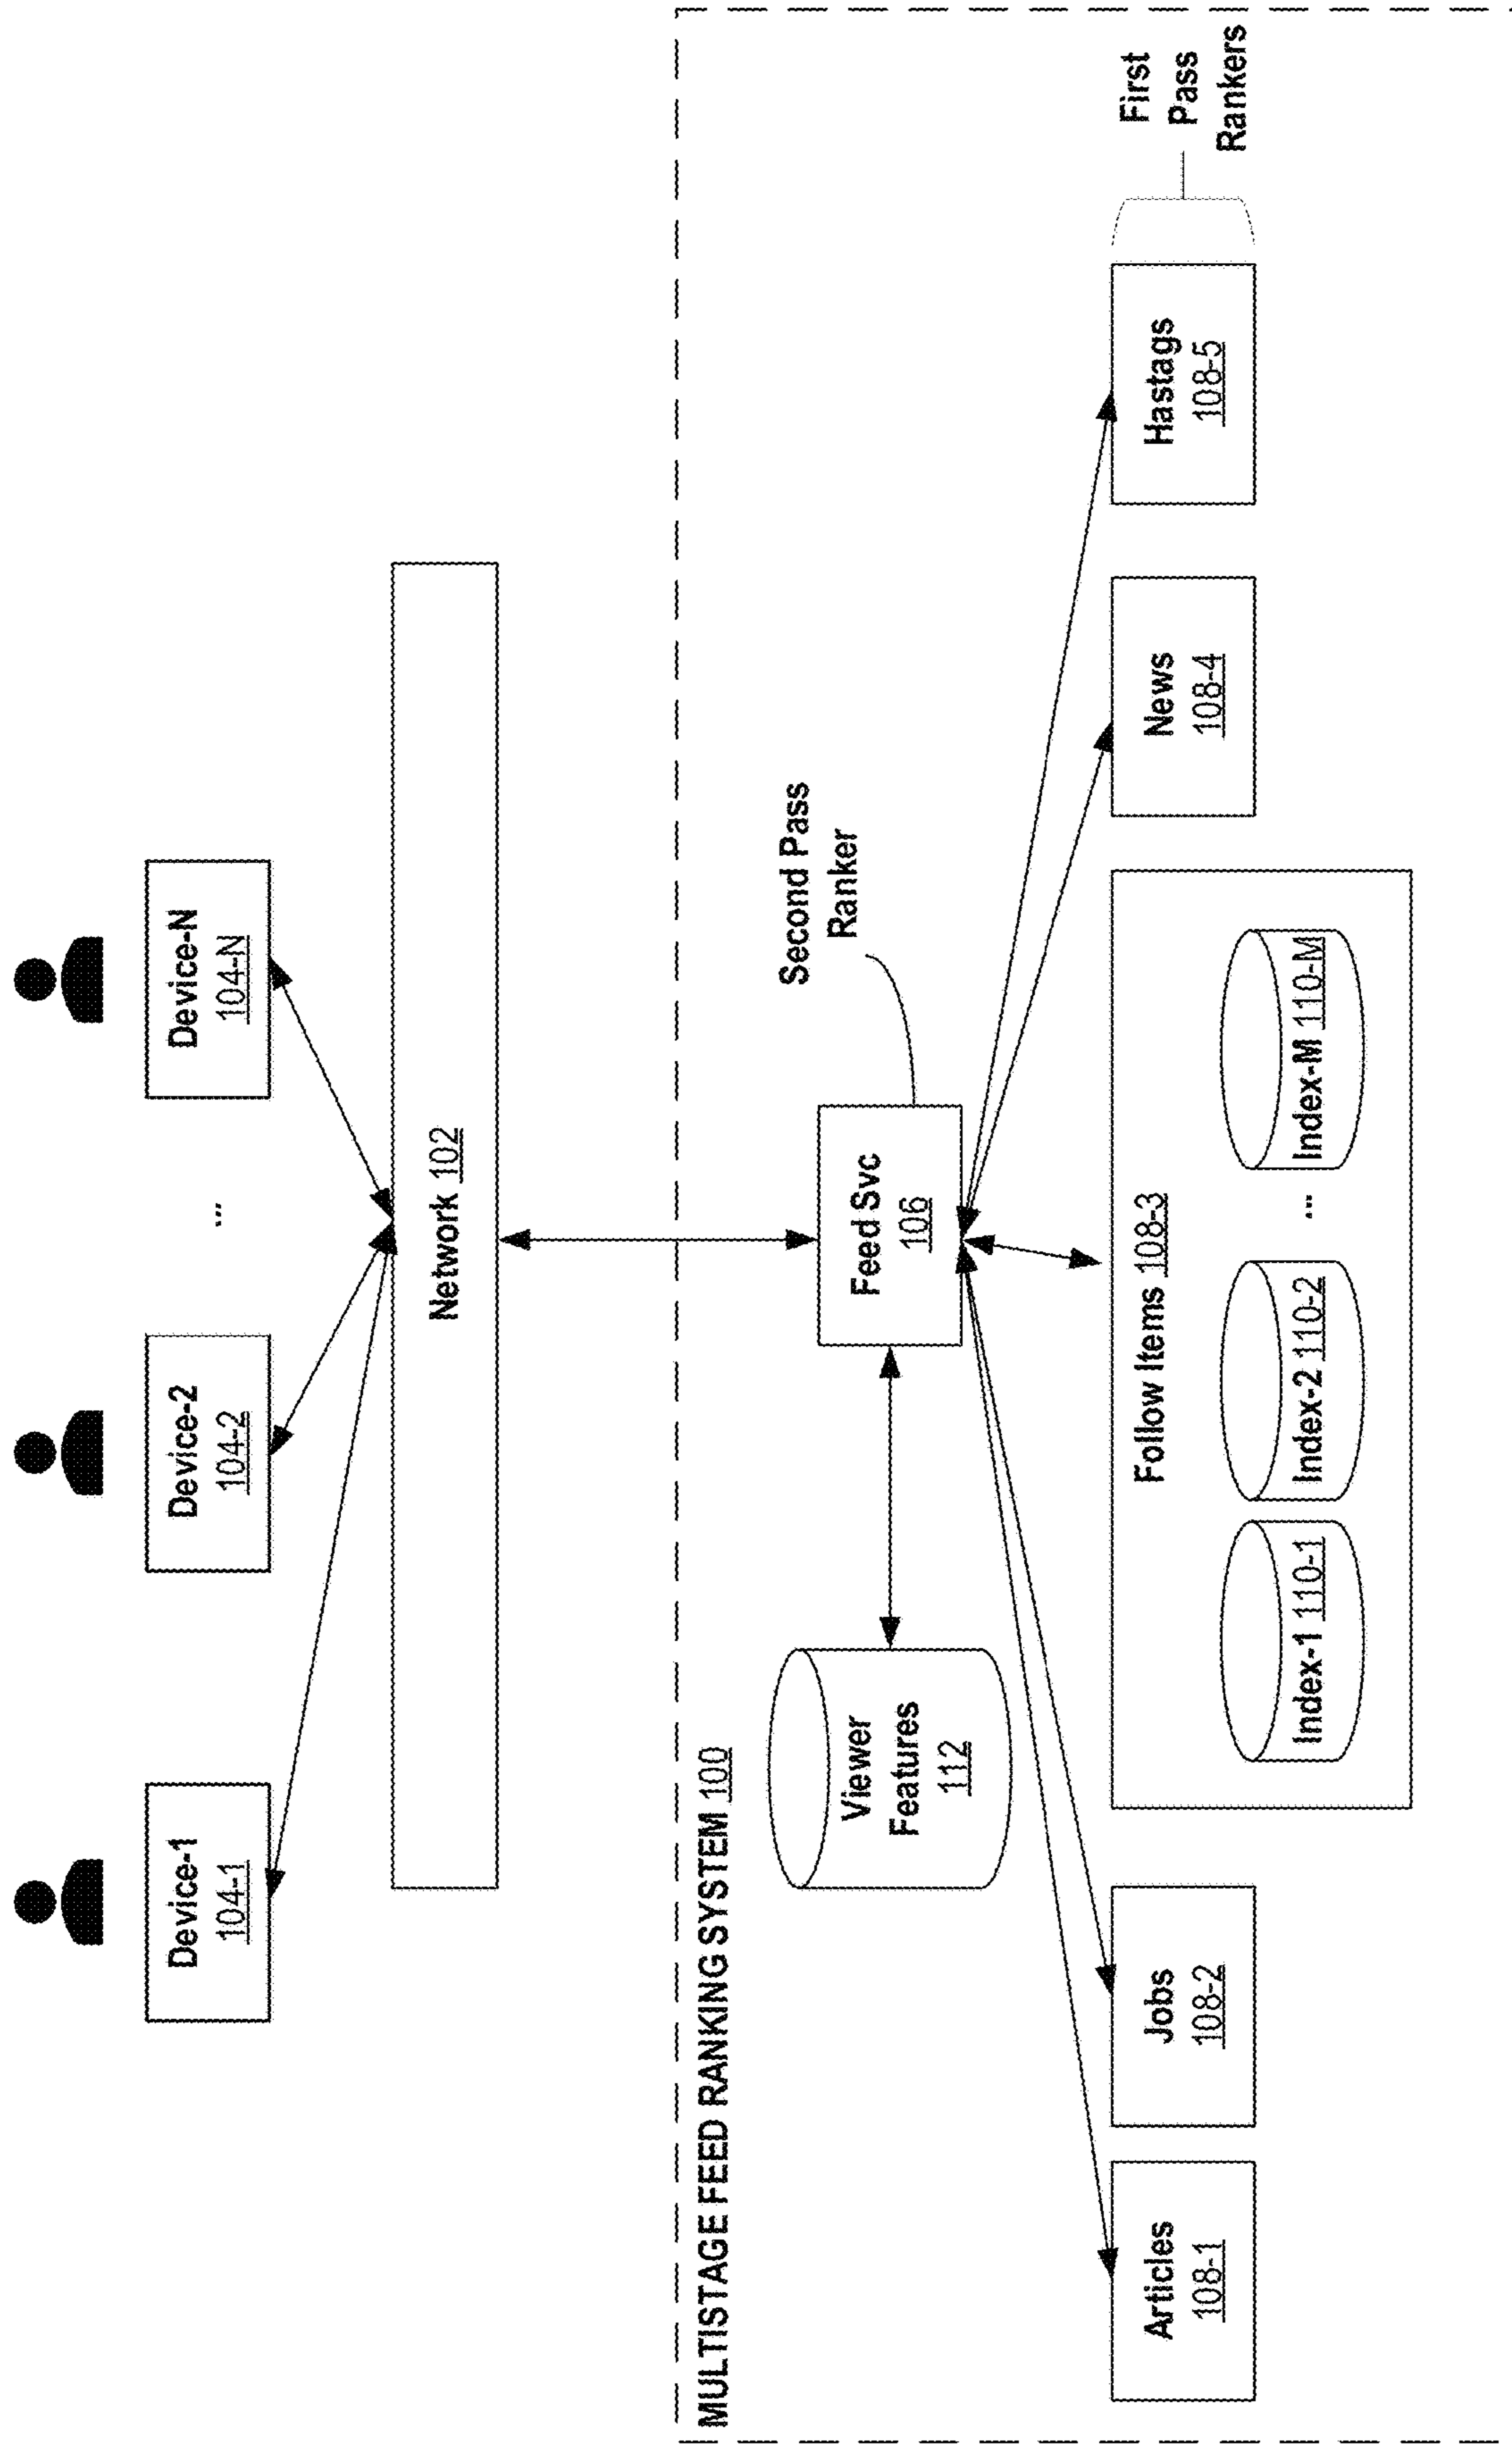 Device-1
104-1
Device-2
104-2
...
Device-N
104-N
Network 102
MULTISTAGE FEED RANKING SYSTEM 100
Viewer
Features
112
Feed Svc
106
Second Pass
Ranker
Articles
108-1
Jobs
108-2
Follow Items 108-3
Index-1 110-1
Index-2 110-2
...
Index-M 110-M
News
108-4
Hastags
108-5
First
Pass
Rankers